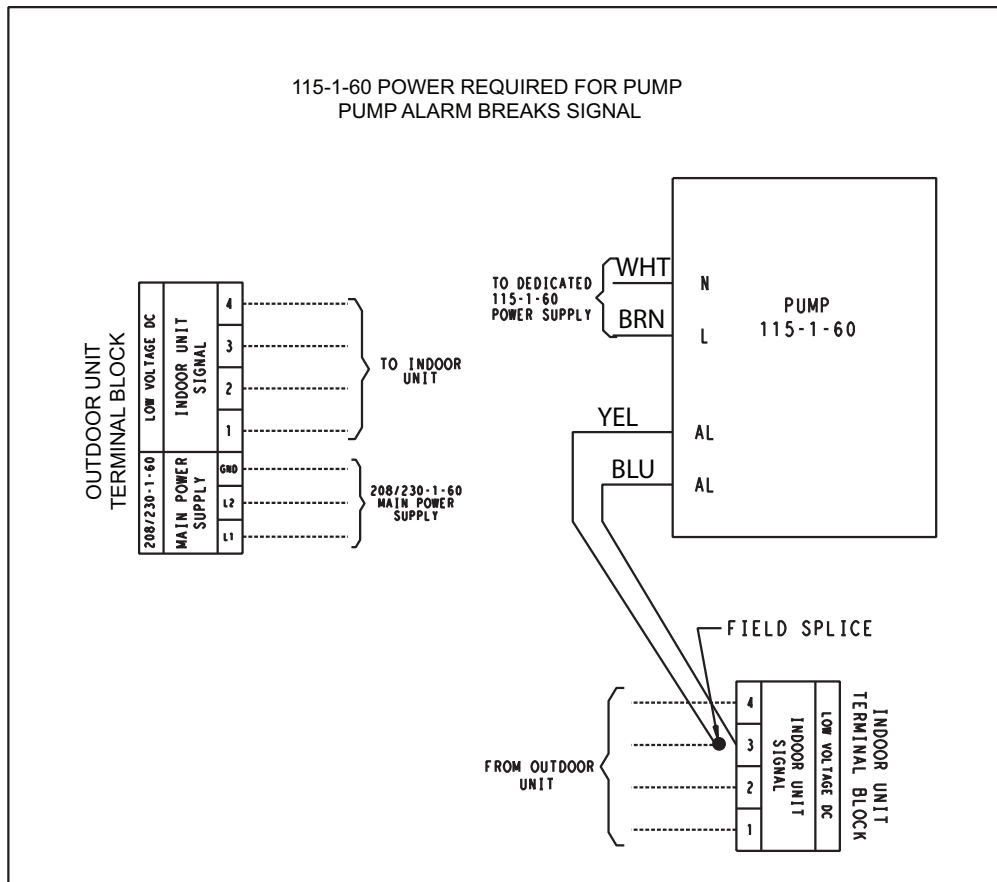 115-1-60 POWER REQUIRED FOR PUMP
PUMP ALARM BREAKS SIGNAL
OUTDOOR UNIT
TERMINAL BLOCK
LOW VOLTAGE DC
INDOOR UNIT
SIGNAL
4
3
2
1
TO INDOOR
UNIT
208/230-1-60
MAIN POWER
SUPPLY
GND
L2
L1
208/230-1-60
MAIN POWER
SUPPLY
TO DEDICATED
115-1-60
POWER SUPPLY
WHT
BRN
YEL
BLU
N
L
AL
AL
PUMP
115-1-60
FIELD SPLICE
FROM OUTDOOR
UNIT
4
3
2
1
INDOOR UNIT
SIGNAL
LOW VOLTAGE DC
INDOOR UNIT
TERMINAL BLOCK